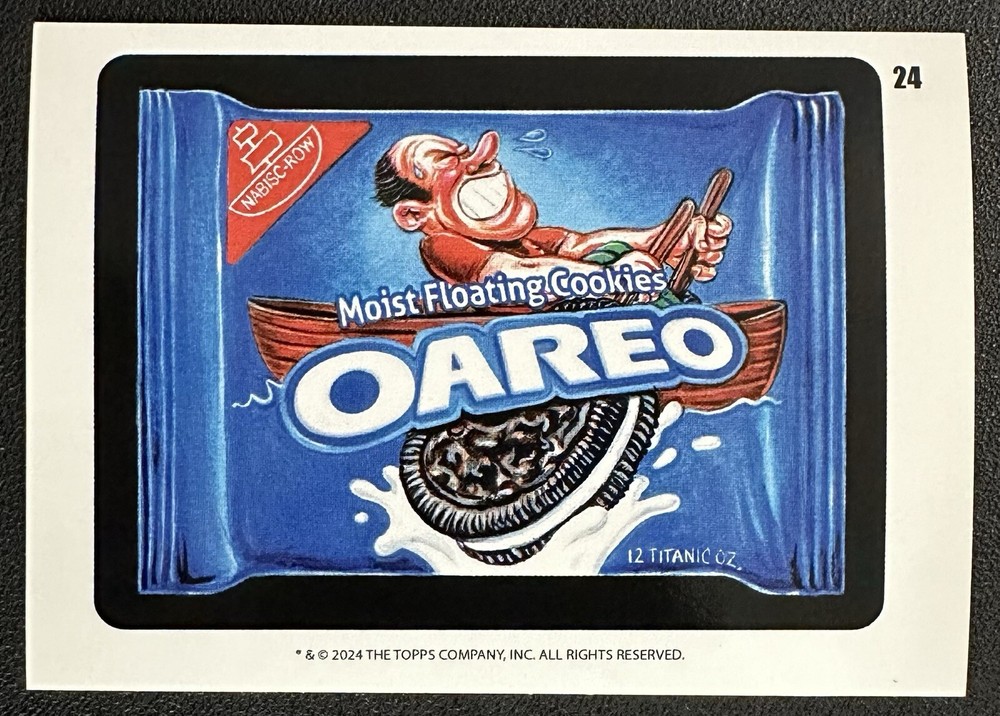 24
NABISC-ROW
Moist Floating Cookies
OAREO
12 TITANIC OZ.
® & © 2024 THE TOPPS COMPANY, INC. ALL RIGHTS RESERVED.